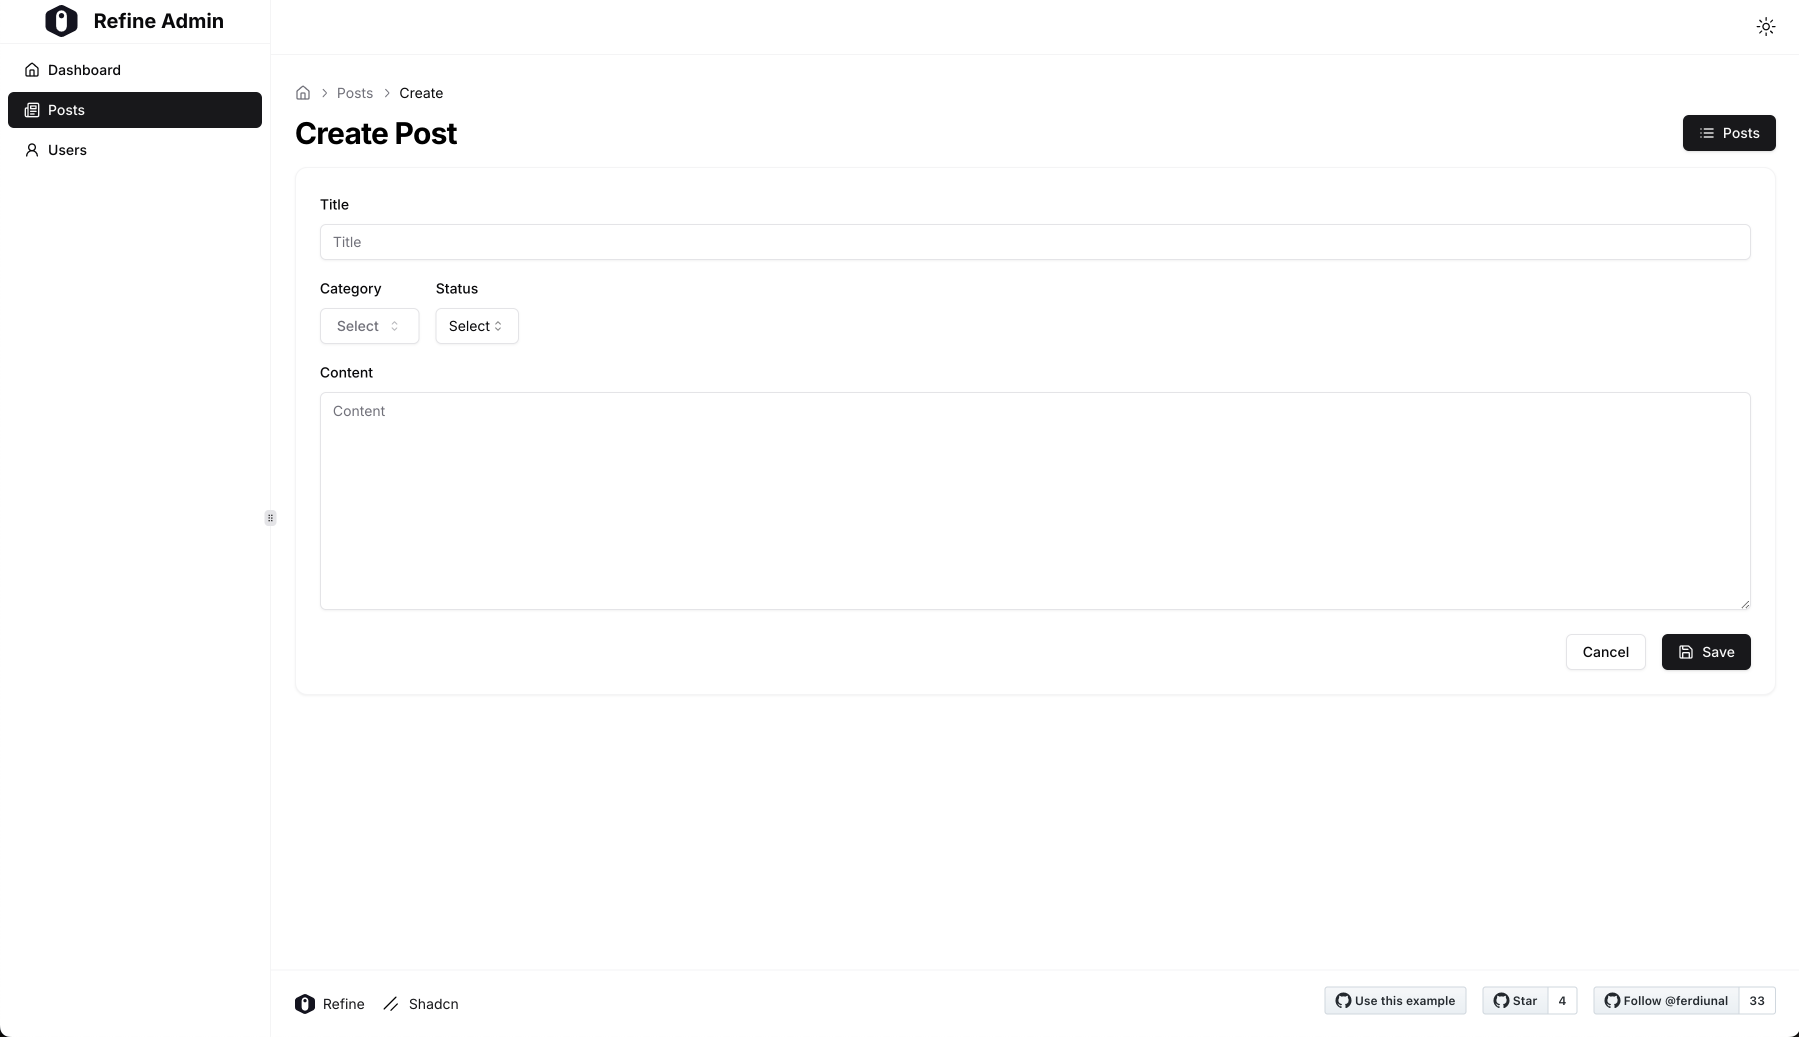 Refine Admin
Dashboard
Posts
Users
Posts
Create
Create Post
Posts
Title
Title
Category
Status
Select
Select
Content
Content
Cancel
Save
Refine
Shadcn
Use this example
Star
4
Follow @ferdiunal
33